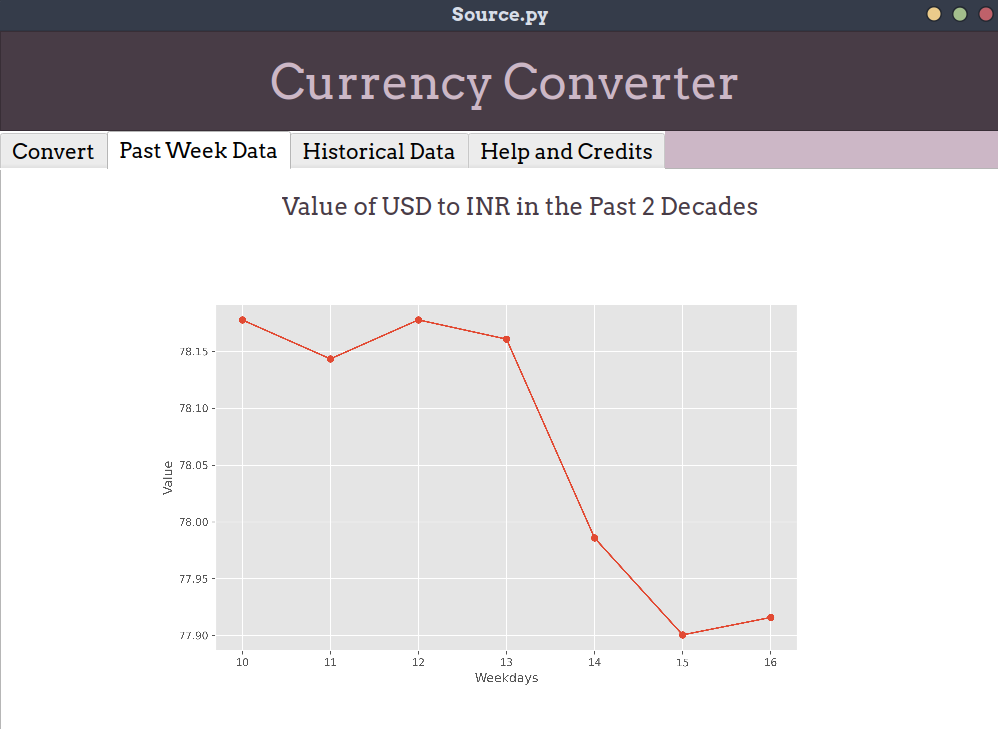 Source.py
Currency Converter
Convert Past Week Data Historical Data Help and Credits
Value of USD to INR in the Past 2 Decades
78.15
78.10
78.05
78.00
77.95
77.90
Value
10 11 12 13 14 15 16
Weekdays